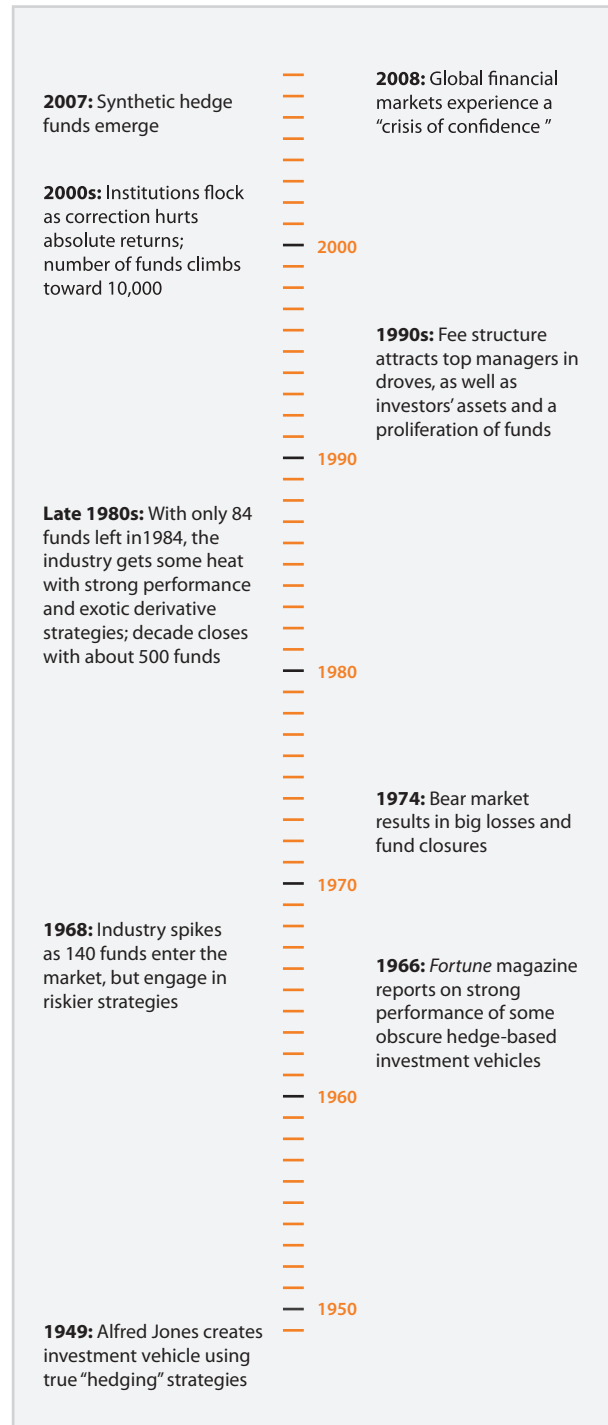 2008: Global financial
markets experience a
“crisis of confidence ”
2007: Synthetic hedge
funds emerge
2000s: Institutions flock
as correction hurts
absolute returns;
number of funds climbs
toward 10,000
2000
1990s: Fee structure
attracts top managers in
droves, as well as
investors’ assets and a
proliferation of funds
1990
Late 1980s: With only 84
funds left in1984, the
industry gets some heat
with strong performance
and exotic derivative
strategies; decade closes
with about 500 funds
1980
1974: Bear market
results in big losses and
fund closures
1970
1968: Industry spikes
as 140 funds enter the
market, but engage in
riskier strategies
1966: Fortune magazine
reports on strong
performance of some
obscure hedge-based
investment vehicles
1960
1950
1949: Alfred Jones creates
investment vehicle using
true “hedging” strategies